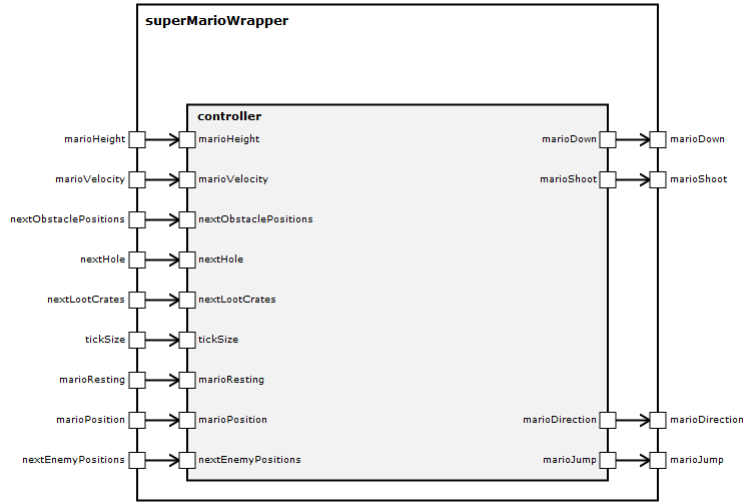 superMarioWrapper
controller
marioHeight marioHeight marioDown marioDown
marioVelocity marioVelocity marioShoot marioShoot
nextObstaclePositions nextObstaclePositions
nextHole nextHole
nextLootCrates nextLootCrates
tickSize tickSize
marioResting marioResting
marioPosition marioPosition marioDirection marioDirection
nextEnemyPositions nextEnemyPositions marioJump marioJump